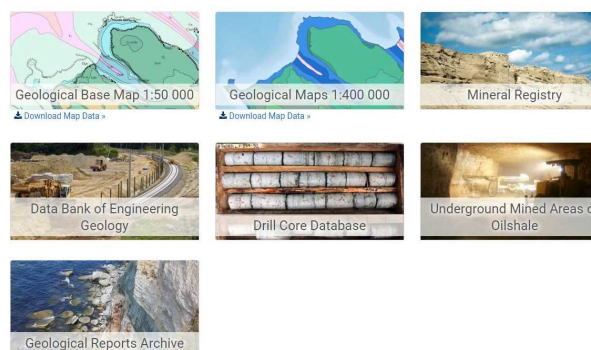 Geological Base Map 1:50 000
Geological Maps 1:400 000
Mineral Registry
Download Map Data »
Download Map Data »
Data Bank of Engineering
Geology
Drill Core Database
Underground Mined Areas o
Oilshale
Geological Reports Archive